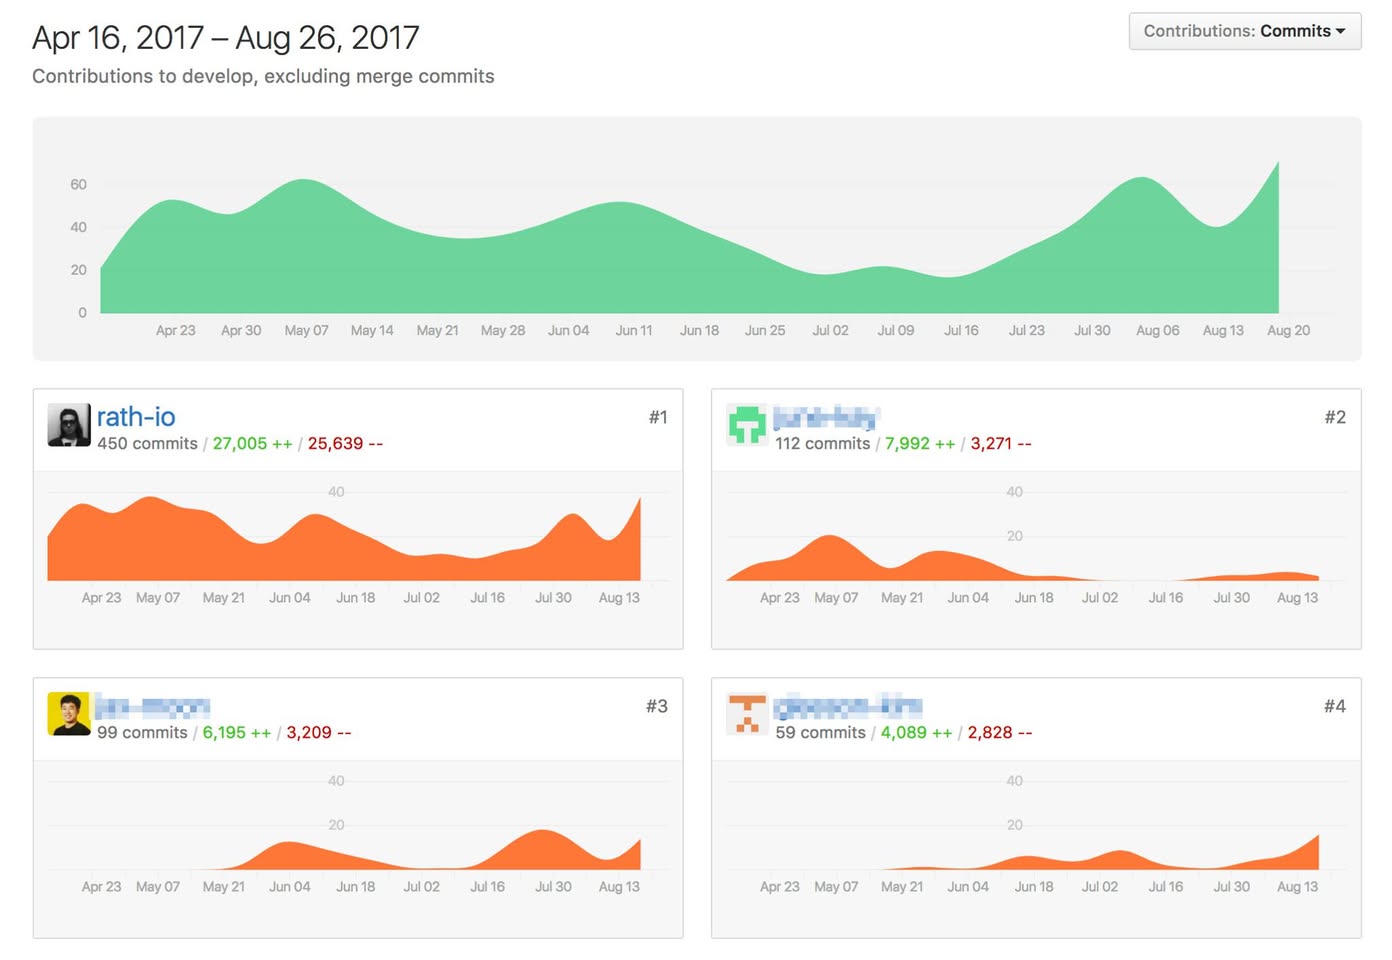 Apr 16, 2017 – Aug 26, 2017
Contributions: Commits
Contributions to develop, excluding merge commits
60
40
20
0
Apr 23 Apr 30 May 07 May 14 May 21 May 28 Jun 04 Jun 11 Jun 18 Jun 25 Jul 02 Jul 09 Jul 16 Jul 23 Jul 30 Aug 06 Aug 13 Aug 20
rath-io #1
450 commits / 27,005 ++ / 25,639 --
40
Apr 23 May 07 May 21 Jun 04 Jun 18 Jul 02 Jul 16 Jul 30 Aug 13
#2
112 commits / 7,992 ++ / 3,271 --
40
20
Apr 23 May 07 May 21 Jun 04 Jun 18 Jul 02 Jul 16 Jul 30 Aug 13
#3
99 commits / 6,195 ++ / 3,209 --
40
20
Apr 23 May 07 May 21 Jun 04 Jun 18 Jul 02 Jul 16 Jul 30 Aug 13
#4
59 commits / 4,089 ++ / 2,828 --
40
20
Apr 23 May 07 May 21 Jun 04 Jun 18 Jul 02 Jul 16 Jul 30 Aug 13